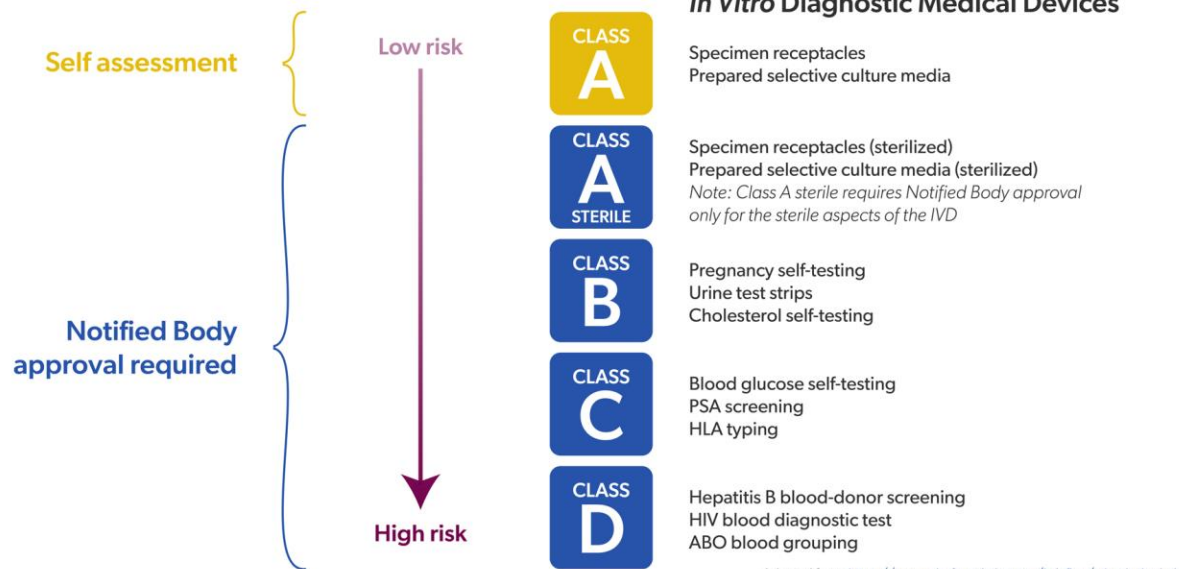 In Vitro Diagnostic Medical Devices
Self assessment
Low risk
CLASS
A
Specimen receptacles
Prepared selective culture media
CLASS
A
STERILE
Specimen receptacles (sterilized)
Prepared selective culture media (sterilized)
Note: Class A sterile requires Notified Body approval
only for the sterile aspects of the IVD
CLASS
B
Pregnancy self-testing
Urine test strips
Cholesterol self-testing
Notified Body
approval required
CLASS
C
Blood glucose self-testing
PSA screening
HLA typing
High risk
CLASS
D
Hepatitis B blood-donor screening
HIV blood diagnostic test
ABO blood grouping